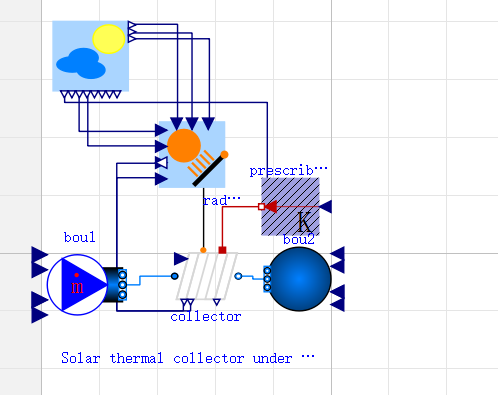 prescrib...
K
rad...
bou1
bou2
m
collector
Solar thermal collector under ...